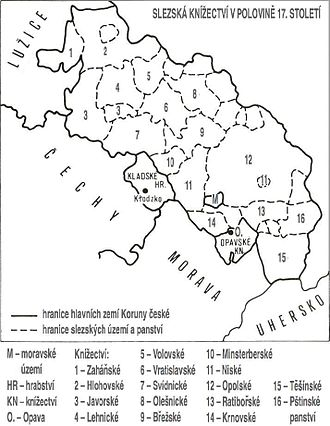 SLEZSKÁ KNÍŽECTVÍ V POLOVINĚ 17. STOLETÍ
LUŽICE
1
2
3
4
2
5
6
7
8
9
10
11
12
11
KLADSKÉ
HR.
Kłodzko
M
13
14
O.
OPAVSKÉ
KN.
16
15
ČECHY
MORAVA
UHERSKO
hranice hlavních zemí Koruny české
hranice slezských území a panství
M – moravské území
HR – hrabství
KN – knížectví
O. – Opava
Knížectví:
1 – Zaháňské
2 – Hlohovské
3 – Javorské
4 – Lehnické
5 – Volovské
6 – Vratislavské
7 – Svídnické
8 – Olešnické
9 – Břežské
10 – Minsterberské
11 – Niské
12 – Opolské
13 – Ratibořské
14 – Krnovské
15 – Těšínské
16 – Pštinské panství